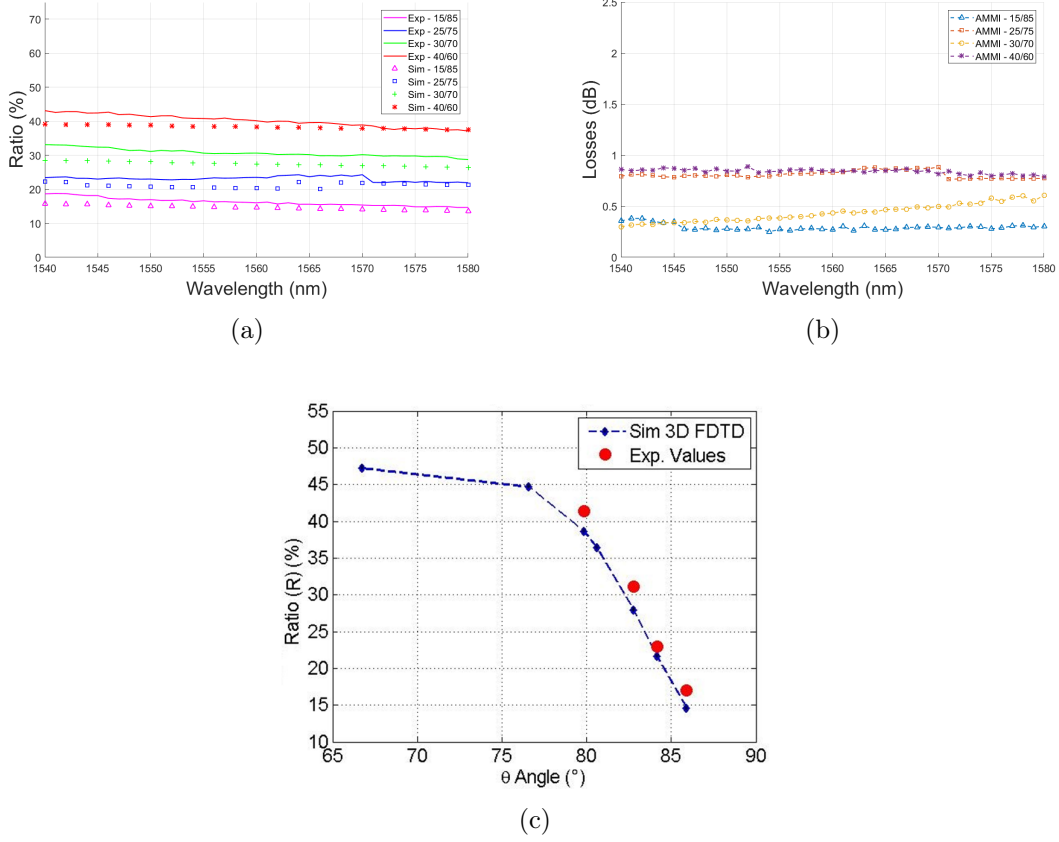 Ratio (%)
70
60
50
40
30
20
10
0
1540 1545 1550 1555 1560 1565 1570 1575 1580
Wavelength (nm)
Exp - 15/85
Exp - 25/75
Exp - 30/70
Exp - 40/60
Sim - 15/85
Sim - 25/75
Sim - 30/70
Sim - 40/60
(a)
Losses (dB)
2.5
2
1.5
1
0.5
0
1540 1545 1550 1555 1560 1565 1570 1575 1580
Wavelength (nm)
AMMI - 15/85
AMMI - 25/75
AMMI - 30/70
AMMI - 40/60
(b)
Ratio (R) (%)
55
50
45
40
35
30
25
20
15
10
65 70 75 80 85 90
θ Angle (°)
Sim 3D FDTD
Exp. Values
(c)